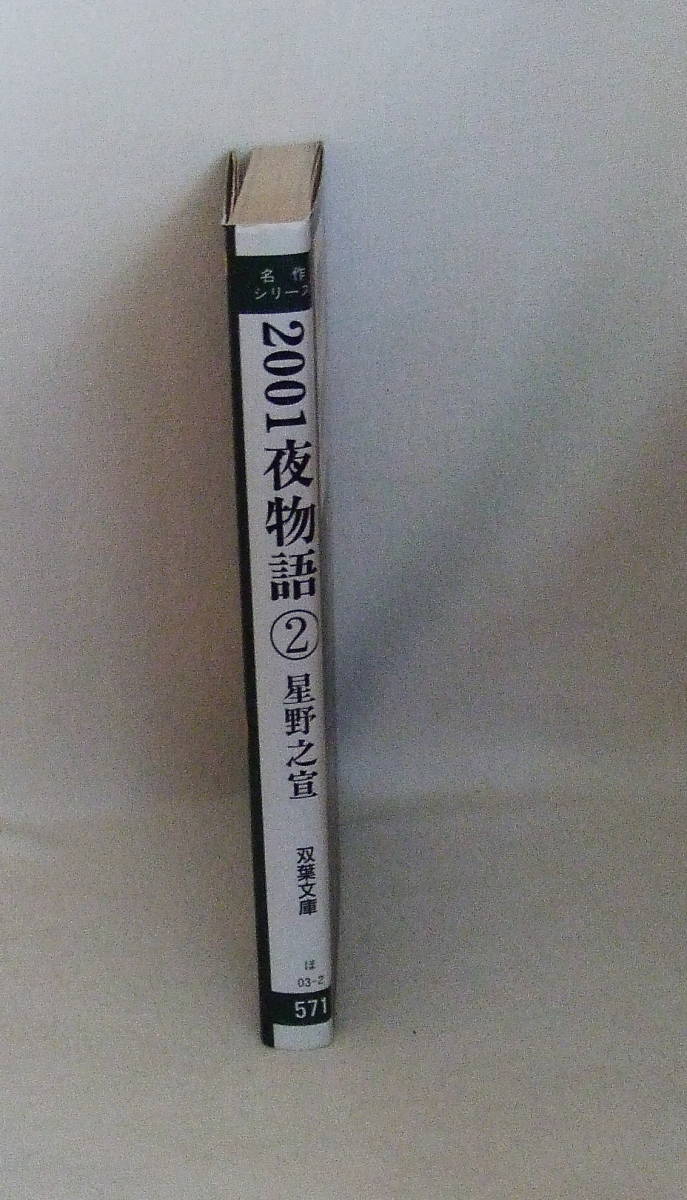 名作
シリーズ
2001夜物語②
星野之宣
双葉文庫
ほ
03-2
571